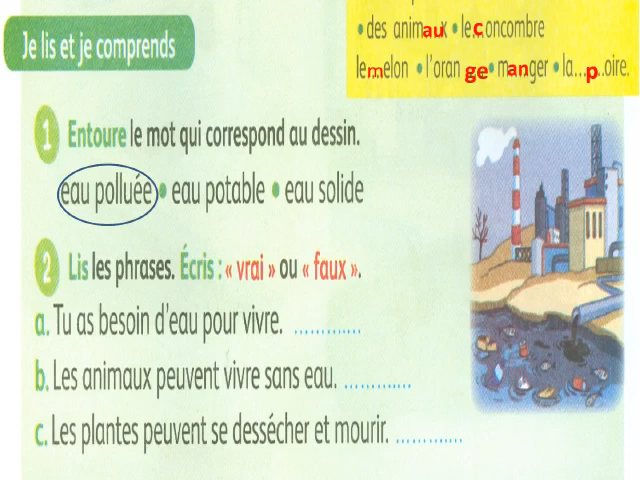 • des animaux • le concombre
le melon • l'oran ge • manger • la......poire.
Je lis et je comprends
1 Entoure le mot qui correspond au dessin.
eau polluée • eau potable • eau solide
2 Lis les phrases. Écris : « vrai » ou « faux ».
a. Tu as besoin d'eau pour vivre. ............
b. Les animaux peuvent vivre sans eau. ............
c. Les plantes peuvent se dessécher et mourir. ............